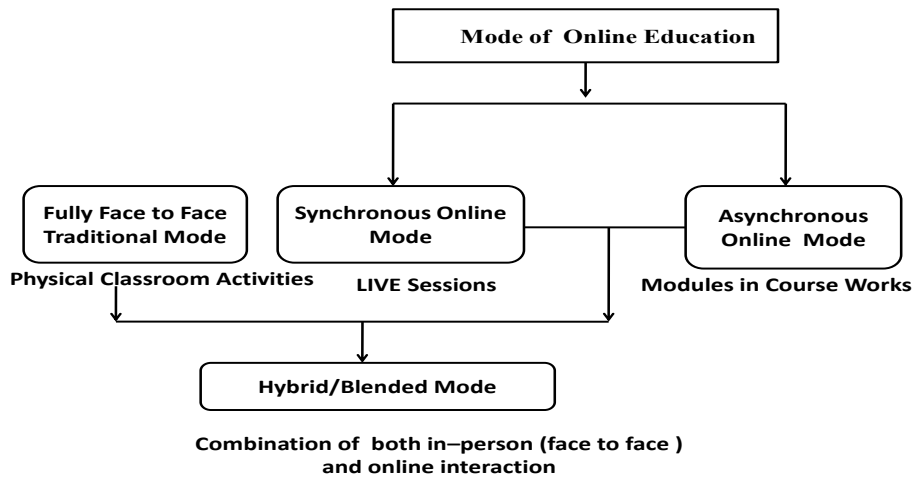 Mode of Online Education
Fully Face to Face
Traditional Mode
Synchronous Online
Mode
Asynchronous
Online Mode
Physical Classroom Activities
LIVE Sessions
Modules in Course Works
Hybrid/Blended Mode
Combination of both in–person (face to face )
and online interaction